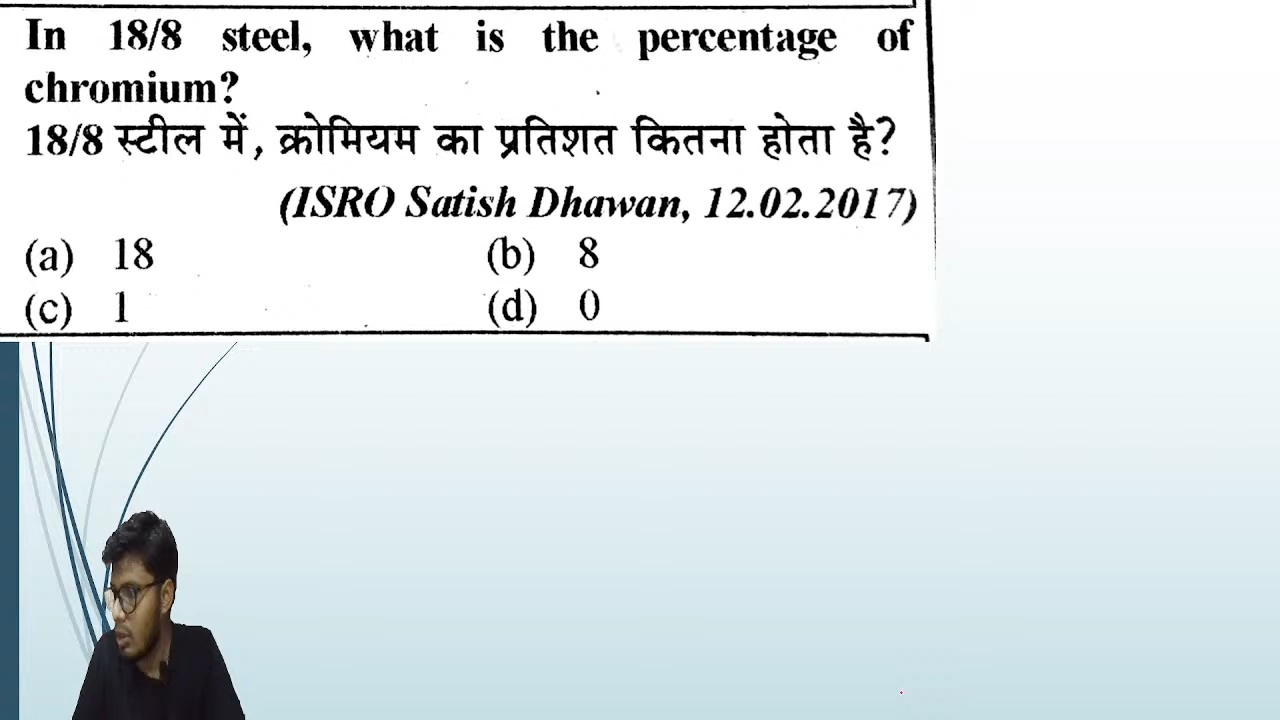 In 18/8 steel, what is the percentage of
chromium?
18/8 स्टील में, क्रोमियम का प्रतिशत कितना होता है?
(ISRO Satish Dhawan, 12.02.2017)
(a) 18 (b) 8
(c) 1 (d) 0